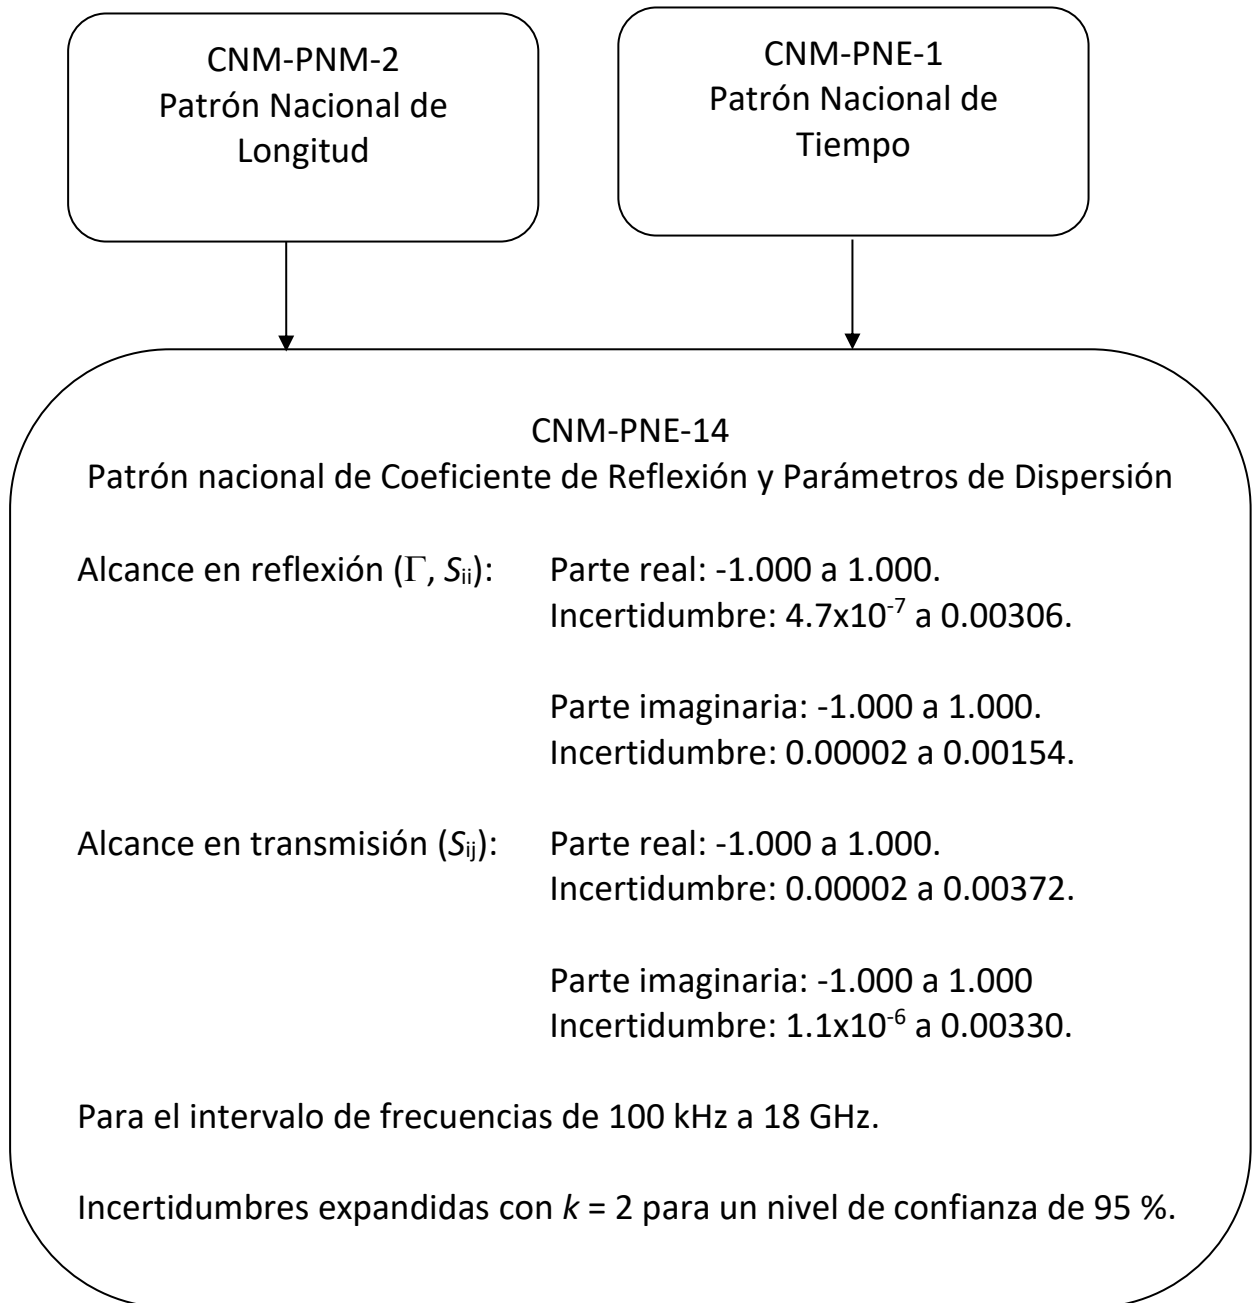 CNM-PNM-2
Patrón Nacional de
Longitud
CNM-PNE-1
Patrón Nacional de
Tiempo
CNM-PNE-14
Patrón nacional de Coeficiente de Reflexión y Parámetros de Dispersión
Alcance en reflexión (Γ, Sᵢᵢ): Parte real: -1.000 a 1.000.
Incertidumbre: 4.7x10⁻⁷ a 0.00306.
Parte imaginaria: -1.000 a 1.000.
Incertidumbre: 0.00002 a 0.00154.
Alcance en transmisión (Sᵢⱼ): Parte real: -1.000 a 1.000.
Incertidumbre: 0.00002 a 0.00372.
Parte imaginaria: -1.000 a 1.000
Incertidumbre: 1.1x10⁻⁶ a 0.00330.
Para el intervalo de frecuencias de 100 kHz a 18 GHz.
Incertidumbres expandidas con k = 2 para un nivel de confianza de 95 %.